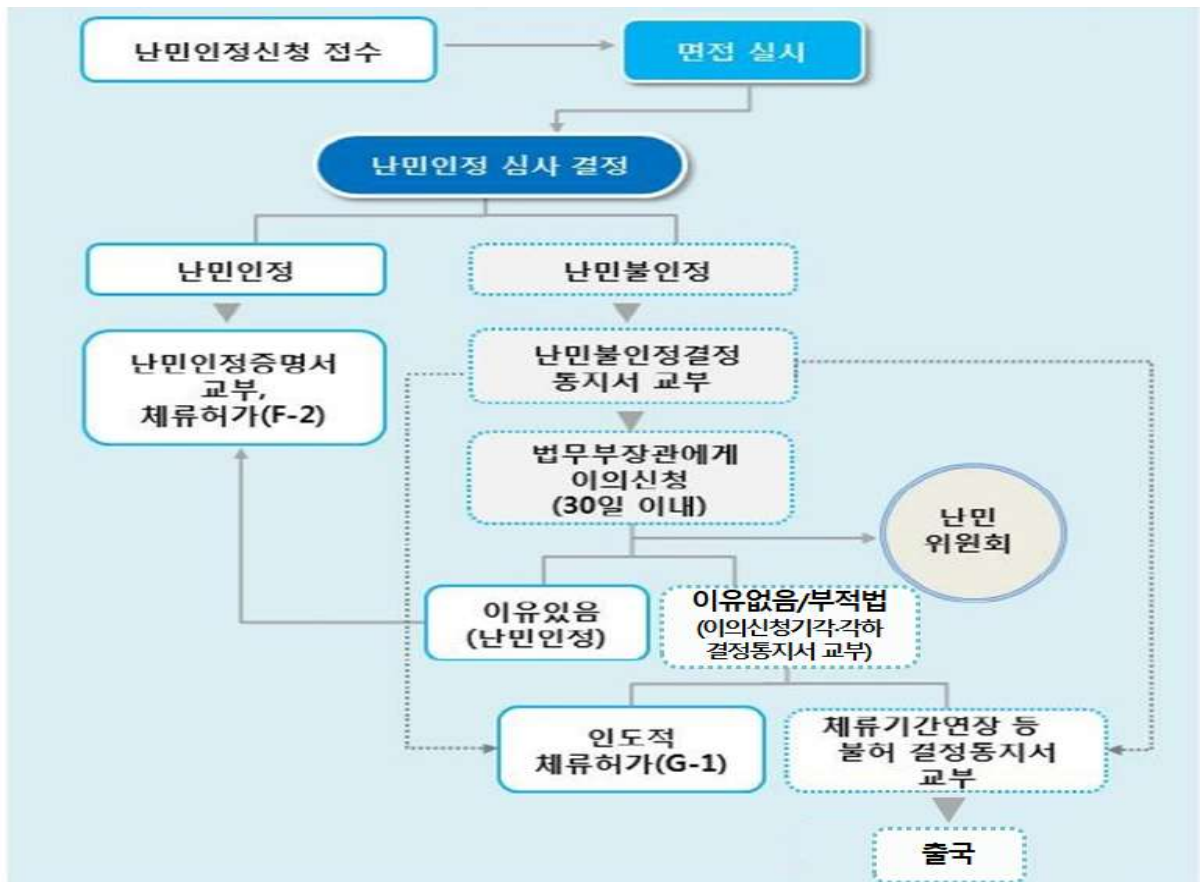 난민인정신청 접수
면접 실시
난민인정 심사 결정
난민인정
난민불인정
난민인정증명서
교부,
체류허가(F-2)
난민불인정결정
통지서 교부
법무부장관에게
이의신청
(30일 이내)
난민
위원회
이유있음
(난민인정)
이유없음/부적법
(이의신청기각·각하
결정통지서 교부)
인도적
체류허가(G-1)
체류기간연장 등
불허 결정통지서
교부
출국